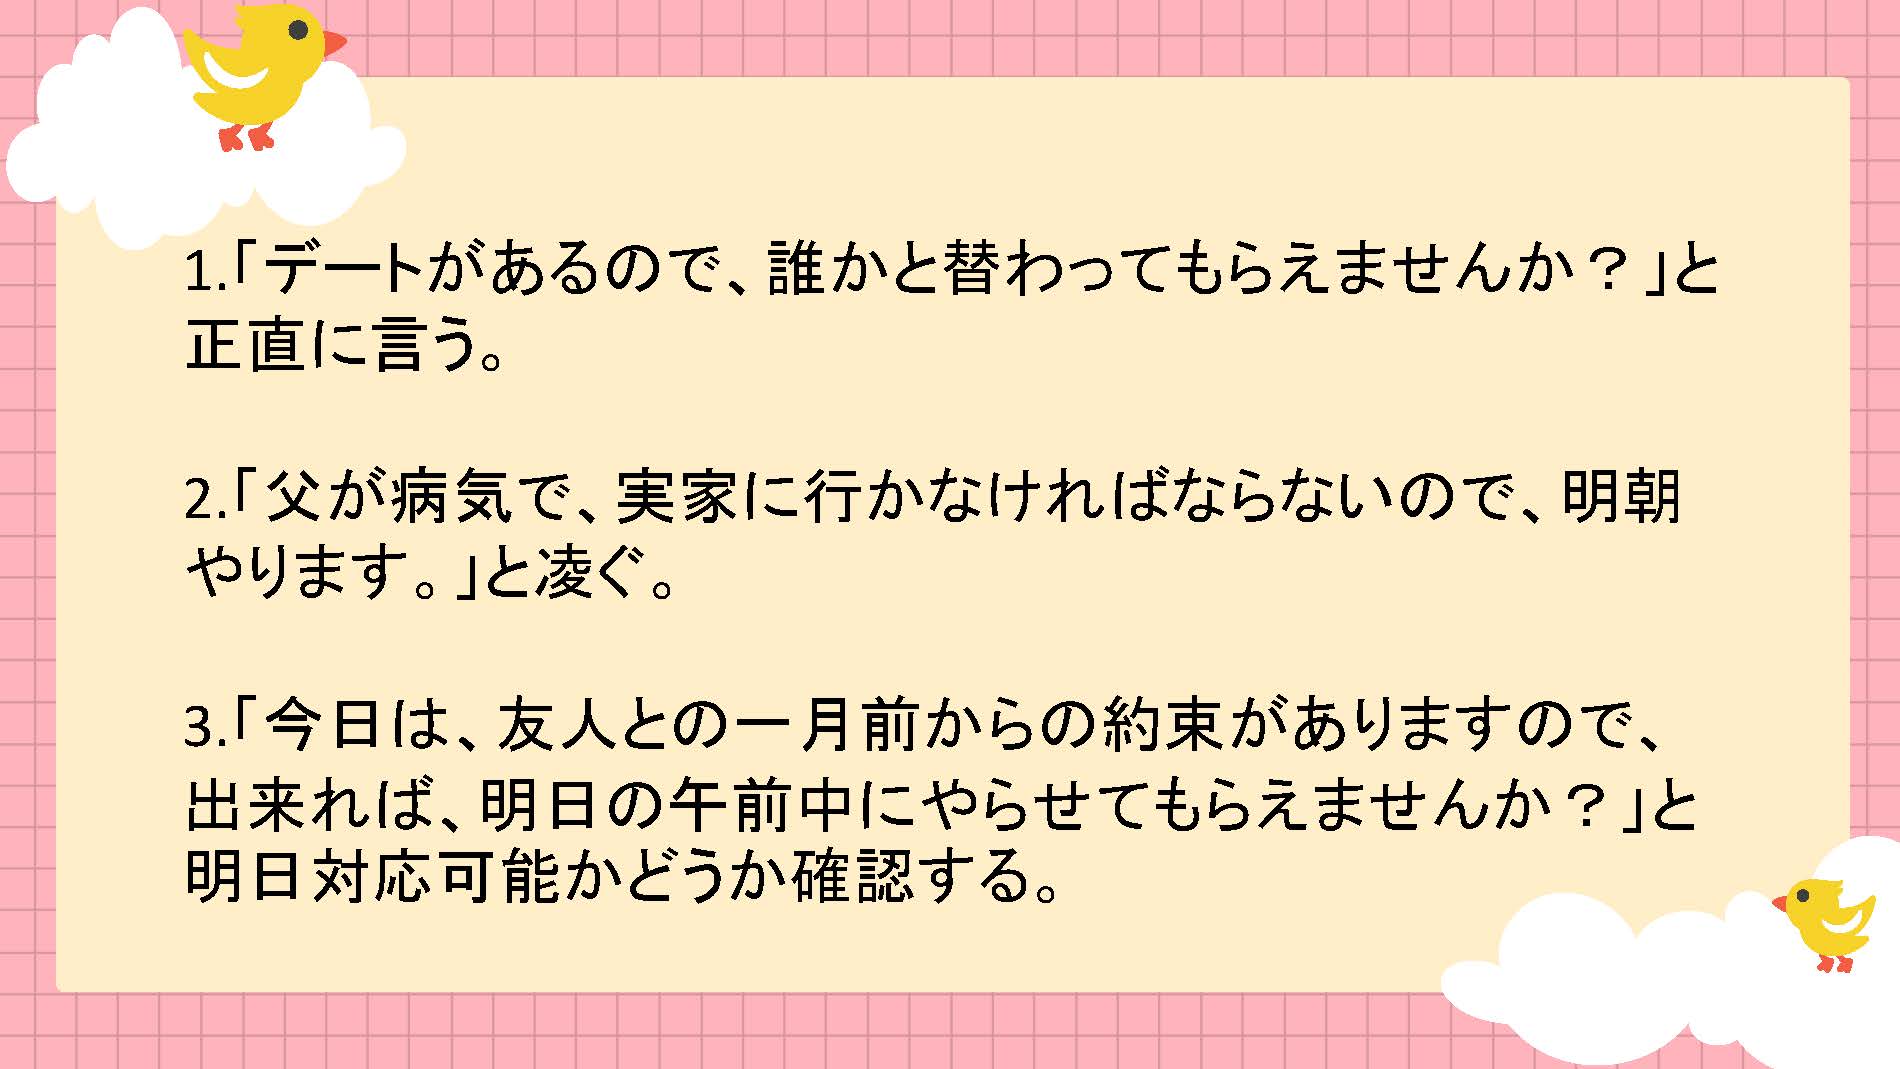 1.「デートがあるので、誰かと替わってもらえませんか？」と
正直に言う。
2.「父が病気で、実家に行かなければならないので、明朝
やります。」と凌ぐ。
3.「今日は、友人との一月前からの約束がありますので、
出来れば、明日の午前中にやらせてもらえませんか？」と
明日対応可能かどうか確認する。